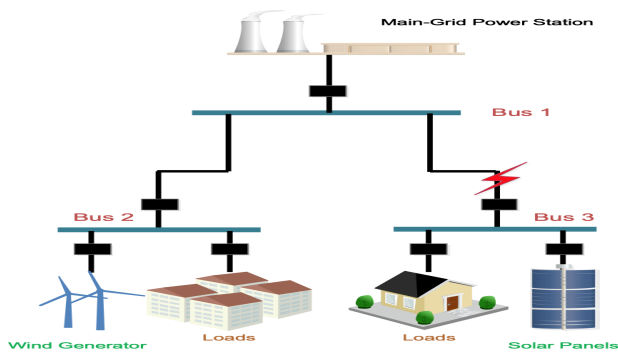 Main-Grid Power Station
Bus 1
Bus 2
Bus 3
Wind Generator
Loads
Loads
Solar Panels